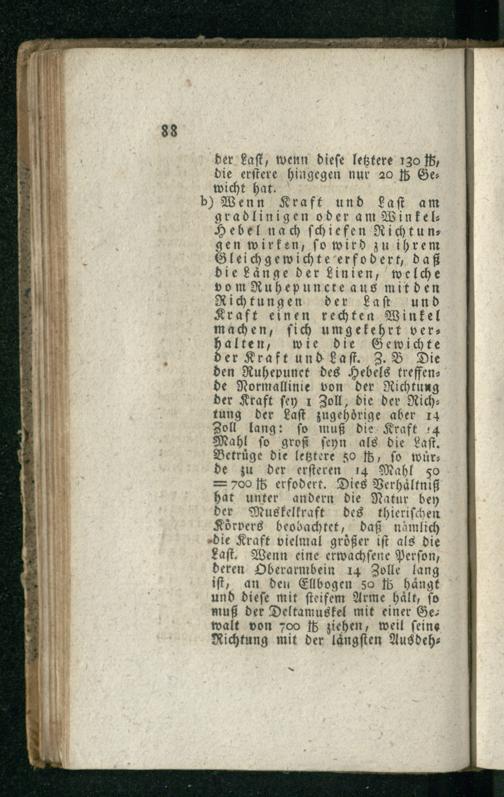 88
der Last, wenn diese letztere 130 ℔,
die erstere hingegen nur 20 ℔ Ge-
wicht hat.
b) Wenn Kraft und Last am
gradlinigen oder am Winkel-
Hebel nach schiefen Richtun-
gen wirken, so wird zu ihrem
Gleichgewichte erfodert, daß
die Länge der Linien, welche
vom Ruhepuncte aus mit den
Richtungen der Last und
Kraft einen rechten Winkel
machen, sich umgekehrt ver-
halten, wie die Gewichte
der Kraft und Last. Z. B Die
den Ruhepunct des Hebels treffen-
de Normallinie von der Richtung
der Kraft sey 1 Zoll, die der Rich-
tung der Last zugehörige aber 14
Zoll lang: so muß die Kraft 14
Mahl so groß seyn als die Last.
Betrüge die letztere 50 ℔, so wür-
de zu der ersteren 14 Mahl 50
= 700 ℔ erfodert. Dies Verhältniß
hat unter andern die Natur bey
der Muskelkraft des thierischen
Körpers beobachtet, daß nämlich
die Kraft vielmal größer ist als die
Last. Wenn eine erwachsene Person,
deren Oberarmbein 14 Zolle lang
ist, an den Ellbogen 50 ℔ hängt
und diese mit steifem Arme hält, so
muß der Deltamuskel mit einer Ge-
walt von 700 ℔ ziehen, weil seine
Richtung mit der längsten Ausdeh-